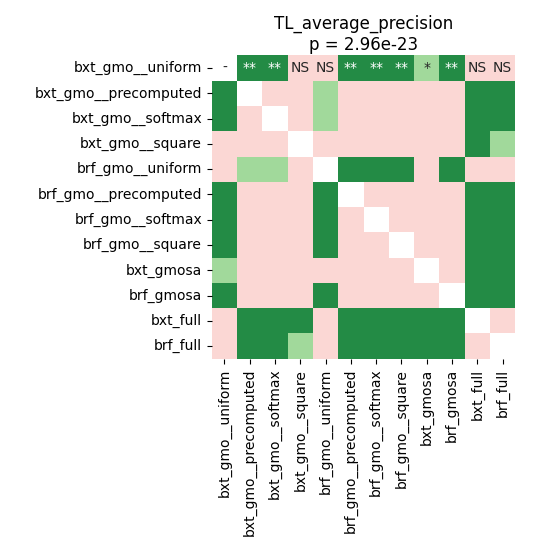 TL_average_precision
p = 2.96e-23
bxt_gmo__uniform
- ** ** NS NS ** ** ** * ** NS NS
bxt_gmo__precomputed
bxt_gmo__softmax
bxt_gmo__square
brf_gmo__uniform
brf_gmo__precomputed
brf_gmo__softmax
brf_gmo__square
bxt_gmosa
brf_gmosa
bxt_full
brf_full
bxt_gmo__uniform
bxt_gmo__precomputed
bxt_gmo__softmax
bxt_gmo__square
brf_gmo__uniform
brf_gmo__precomputed
brf_gmo__softmax
brf_gmo__square
bxt_gmosa
brf_gmosa
bxt_full
brf_full